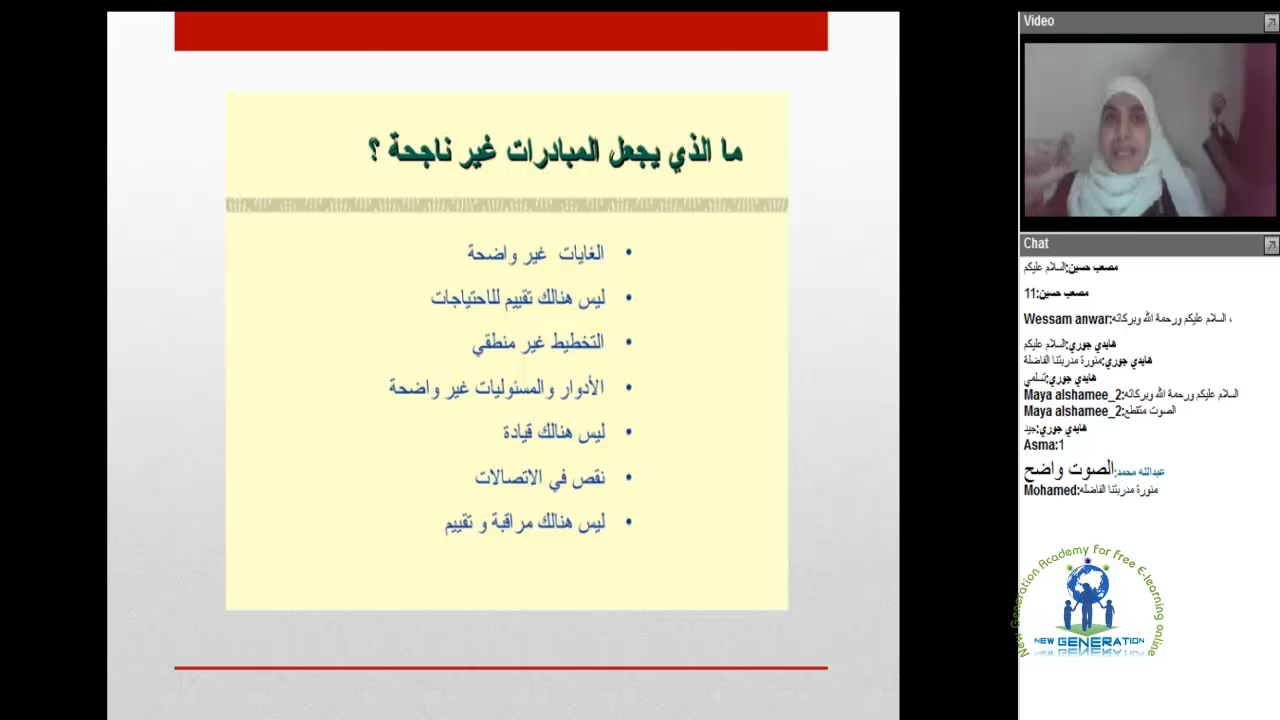 ما الذي يجعل المبادرات غير ناجحة ؟
• الغايات غير واضحة
• ليس هنالك تقييم للاحتياجات
• التخطيط غير منطقي
• الأدوار والمسئوليات غير واضحة
• ليس هنالك قيادة
• نقص في الاتصالات
• ليس هنالك مراقبة و تقييم
Video
Chat
مصعب حسين:السلام عليكم
مصعب حسين:11
Wessam anwar:السلام عليكم ورحمة الله وبركاته ،
هايدي جوري:السلام عليكم
هايدي جوري:منورة مدربتنا الفاضلة
هايدي جوري:تسلمي
Maya alshamee_2:السلام عليكم ورحمة الله وبركاته
Maya alshamee_2:الصوت متقطع
هايدي جوري:جيد
Asma:1
عبدالله محمد:الصوت واضح
Mohamed:منورة مدربتنا الفاضله
New Generation Academy For Free E-learning online
NEW GENERATION